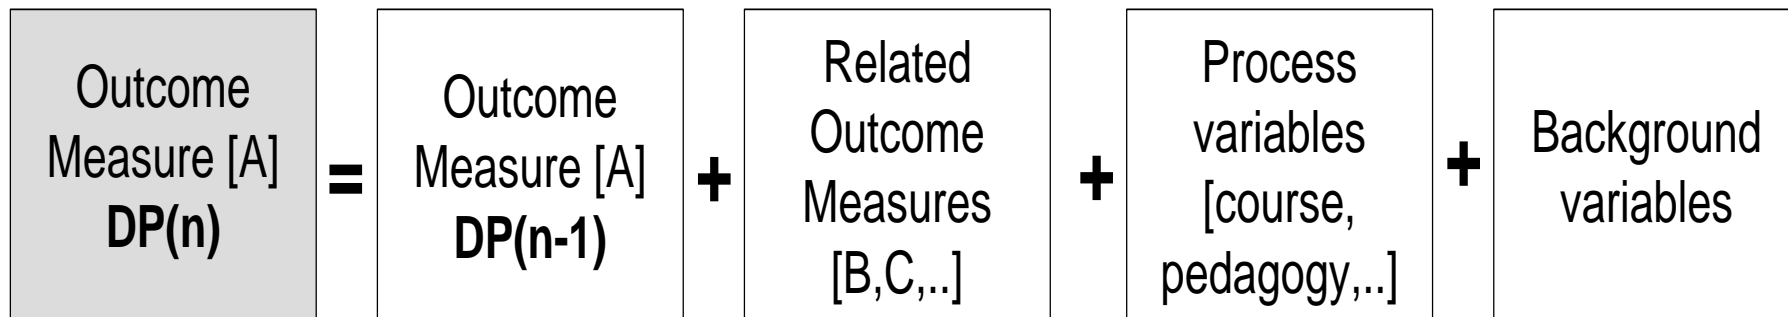 Outcome
Measure [A]
DP(n)
=
Outcome
Measure [A]
DP(n-1)
+
Related
Outcome
Measures
[B,C,..]
+
Process
variables
[course,
pedagogy,..]
+
Background
variables